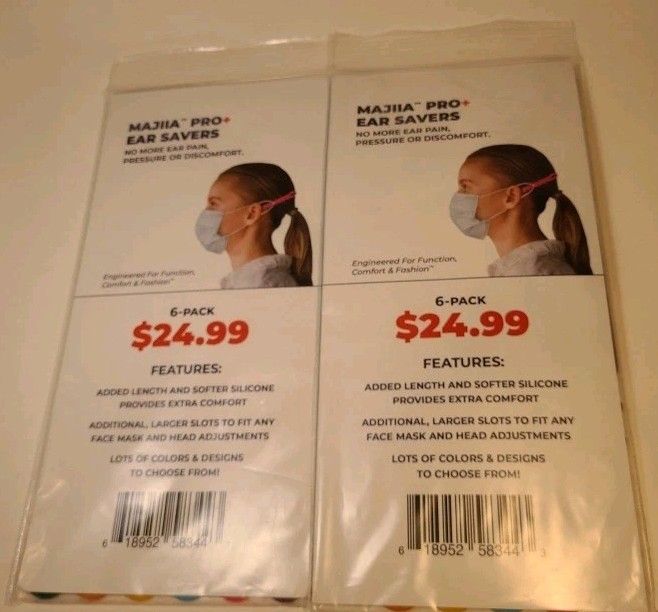 MAJIIA™ PRO+
EAR SAVERS
NO MORE EAR PAIN,
PRESSURE OR DISCOMFORT.
Engineered For Function,
Comfort & Fashion™
6-PACK
$24.99
FEATURES:
ADDED LENGTH AND SOFTER SILICONE
PROVIDES EXTRA COMFORT
ADDITIONAL, LARGER SLOTS TO FIT ANY
FACE MASK AND HEAD ADJUSTMENTS
LOTS OF COLORS & DESIGNS
TO CHOOSE FROM!
6 18952 58344
MAJIIA™ PRO+
EAR SAVERS
NO MORE EAR PAIN,
PRESSURE OR DISCOMFORT.
Engineered For Function,
Comfort & Fashion™
6-PACK
$24.99
FEATURES:
ADDED LENGTH AND SOFTER SILICONE
PROVIDES EXTRA COMFORT
ADDITIONAL, LARGER SLOTS TO FIT ANY
FACE MASK AND HEAD ADJUSTMENTS
LOTS OF COLORS & DESIGNS
TO CHOOSE FROM!
6 18952 58344 3